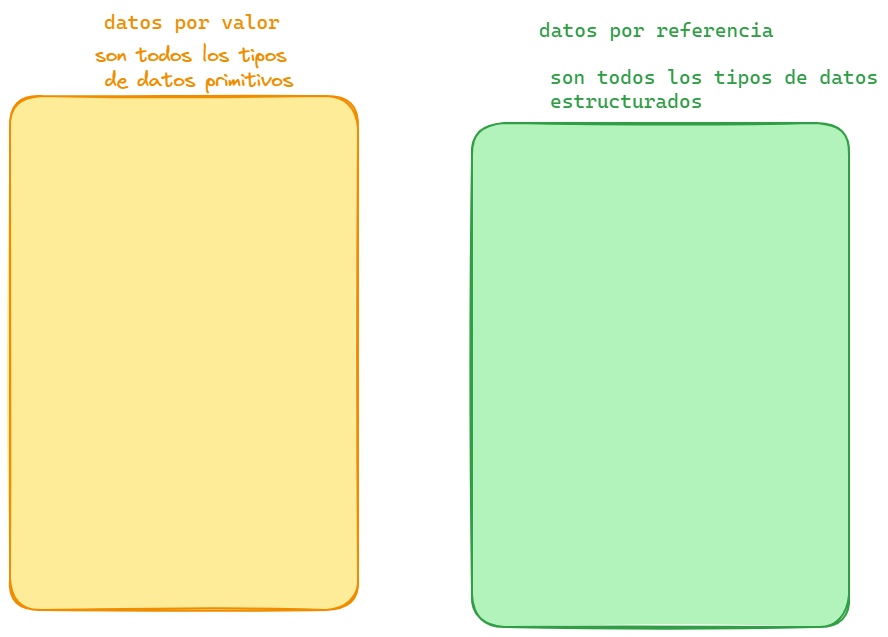 datos por valor
son todos los tipos
de datos primitivos
datos por referencia
son todos los tipos de datos
estructurados